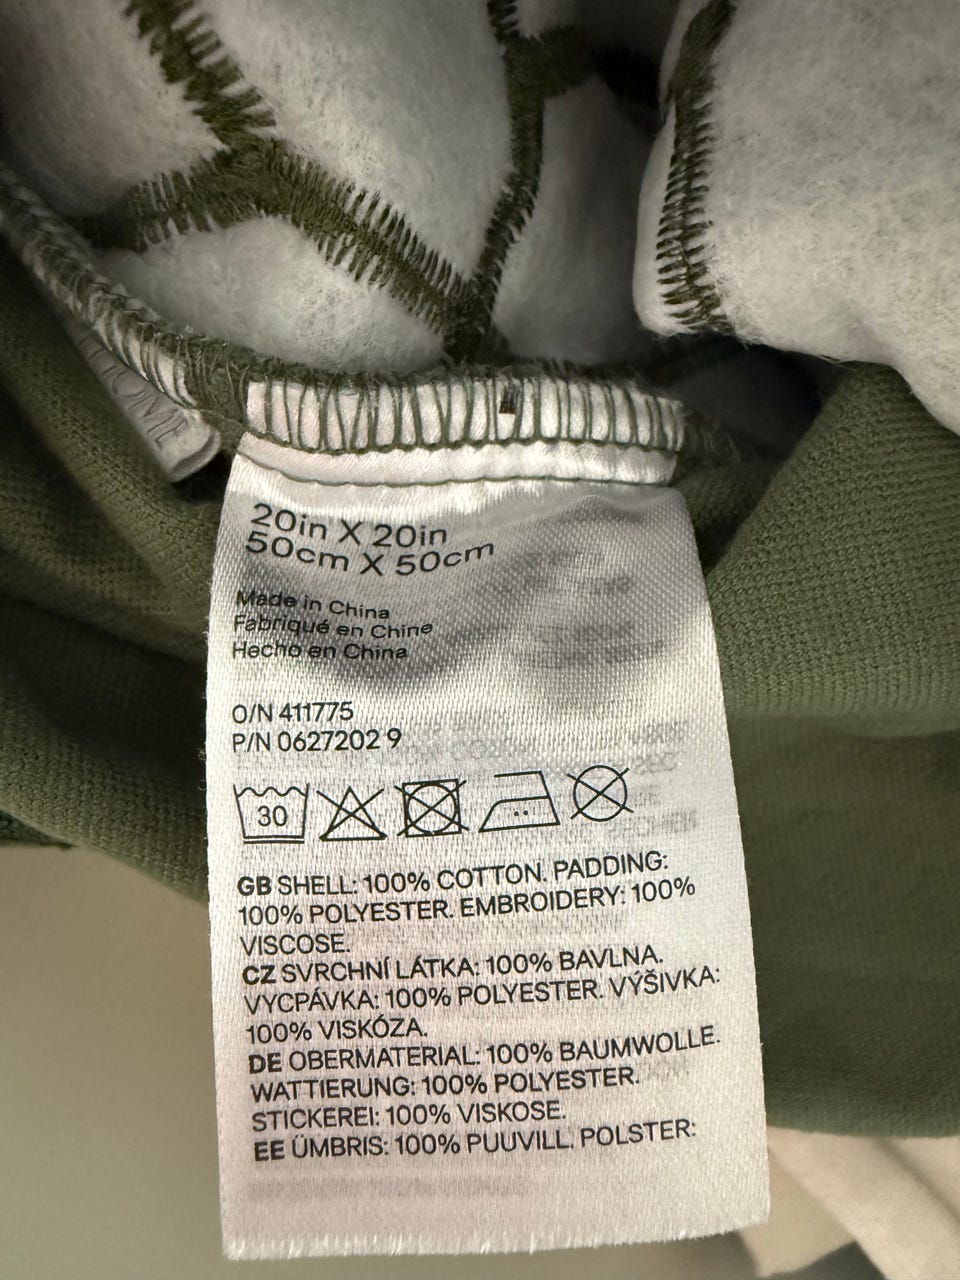 HOME
20in X 20in
50cm X 50cm
Made in China
Fabriqué en Chine
Hecho en China
O/N 411775
P/N 0627202 9
30
GB SHELL: 100% COTTON. PADDING:
100% POLYESTER. EMBROIDERY: 100%
VISCOSE.
CZ SVRCHNÍ LÁTKA: 100% BAVLNA.
VYCPÁVKA: 100% POLYESTER. VÝŠIVKA:
100% VISKÓZA.
DE OBERMATERIAL: 100% BAUMWOLLE.
WATTIERUNG: 100% POLYESTER.
STICKEREI: 100% VISKOSE.
EE ÜMBRIS: 100% PUUVILL. POLSTER: